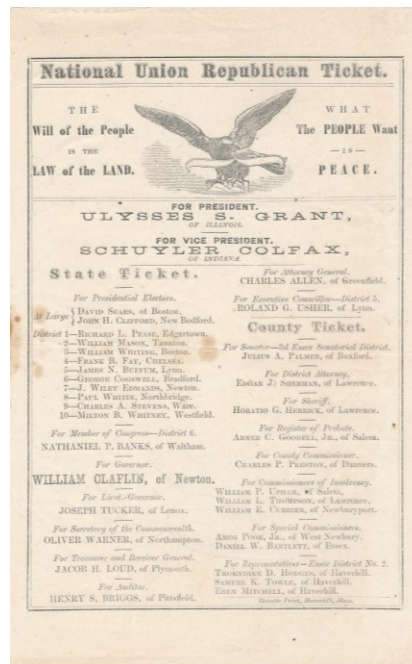 National Union Republican Ticket.
THE
Will of the People
IS THE
LAW of the LAND.
WHAT
The PEOPLE Want
— IS —
PEACE.
FOR PRESIDENT.
ULYSSES S. GRANT,
OF ILLINOIS.
FOR VICE PRESIDENT.
SCHUYLER COLFAX,
OF INDIANA.
State Ticket.
For Presidential Electors.
At Large
DAVID SEARS, of Boston.
JOHN H. CLIFFORD, New Bedford.
District 1—RICHARD L. PEASE, Edgartown.
2—WILLIAM MASON, Taunton.
3—WILLIAM WHITING, Boston.
4—FRANK B. FAY, CHELSEA.
5—JAMES N. BUFFUM, Lynn.
6—GEORGE COGSWELL, Bradford.
7—J. WILEY EDMANDS, Newton.
8—PAUL WHITIN, Northbridge.
9—CHARLES A. STEVENS, Ware.
10—MILTON B. WHITNEY, Westfield.
For Member of Congress—District 6.
NATHANIEL P. BANKS, of Waltham.
For Governor.
WILLIAM CLAFLIN, of Newton.
For Lieut.-Governor.
JOSEPH TUCKER, of Lenox.
For Secretary of the Commonwealth.
OLIVER WARNER, of Northampton.
For Treasurer and Receiver General.
JACOB H. LOUD, of Plymouth.
For Auditor.
HENRY S. BRIGGS, of Pittsfield.
For Attorney General.
CHARLES ALLEN, of Greenfield.
For Executive Councillor—District 5.
ROLAND G. USHER, of Lynn.
County Ticket.
For Senator—3d Essex Senatorial District.
JULIUS A. PALMER, of Boxford.
For District Attorney.
EDGAR J. SHERMAN, of Lawrence.
For Sheriff.
HORATIO G. HERRICK, of Lawrence.
For Register of Probate.
ABNER C. GOODELL, JR., of Salem.
For County Commissioner.
CHARLES P. PRESTON, of Danvers.
For Commissioners of Insolvency.
WILLIAM P. UPHAM, of Salem.
WILLIAM L. THOMPSON, of Lawrence.
WILLIAM E. CURRIER, of Newburyport.
For Special Commissioners.
AMOS POOR, JR., of West Newbury.
DANIEL W. BARTLETT, of Essex.
For Representatives—Essex District No. 2.
THORNDIKE D. HODGES, of Haverhill.
SAMUEL K. TOWLE, of Haverhill.
EBEN MITCHELL, of Haverhill.
Gazette Print, Haverhill, Mass.